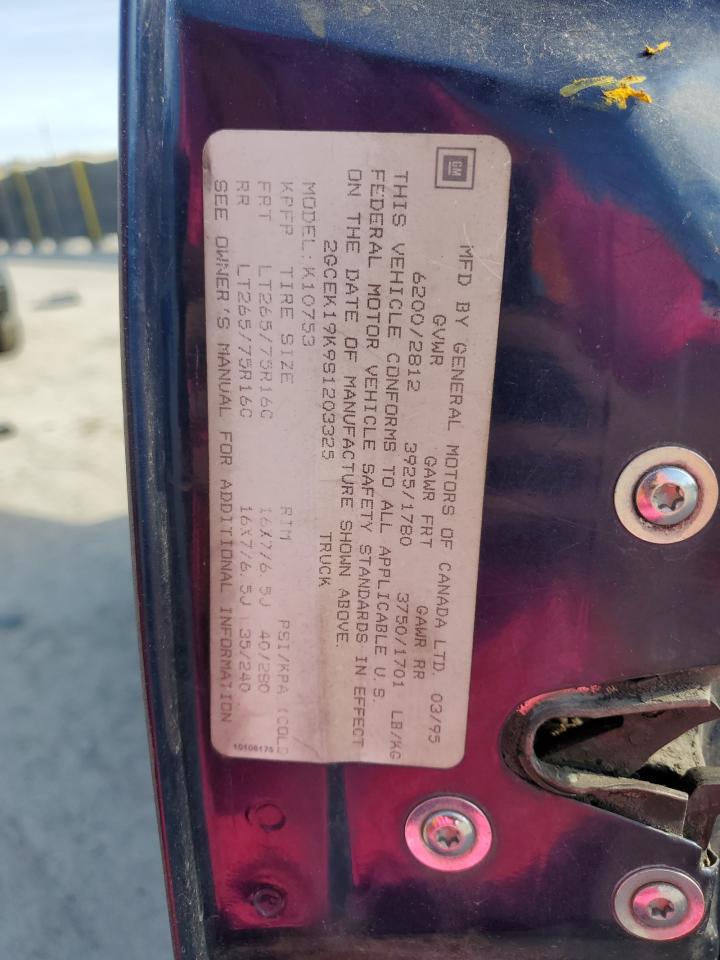 GM
MFD BY GENERAL MOTORS OF CANADA LTD. 03/95
GVWR GAWR FRT GAWR RR
6200/2812 3925/1780 3750/1701 LB/KG
THIS VEHICLE CONFORMS TO ALL APPLICABLE U.S.
FEDERAL MOTOR VEHICLE SAFETY STANDARDS IN EFFECT
ON THE DATE OF MANUFACTURE SHOWN ABOVE.
2GCEK19K9S1203325 TRUCK
MODEL: K10753
KPFP TIRE SIZE RIM PSI/KPA (COLD
FRT LT265/75R16C 16X7/6.5J 40/280
RR LT265/75R16C 16X7/6.5J 35/240
SEE OWNER'S MANUAL FOR ADDITIONAL INFORMATION
10106175